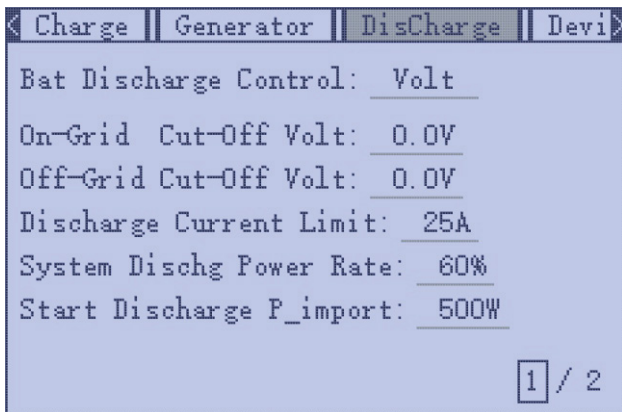 Charge Generator DisCharge Devi
Bat Discharge Control: Volt
On-Grid Cut-Off Volt: 0.0V
Off-Grid Cut-Off Volt: 0.0V
Discharge Current Limit: 25A
System Dischg Power Rate: 60%
Start Discharge P_import: 500W
1 / 2